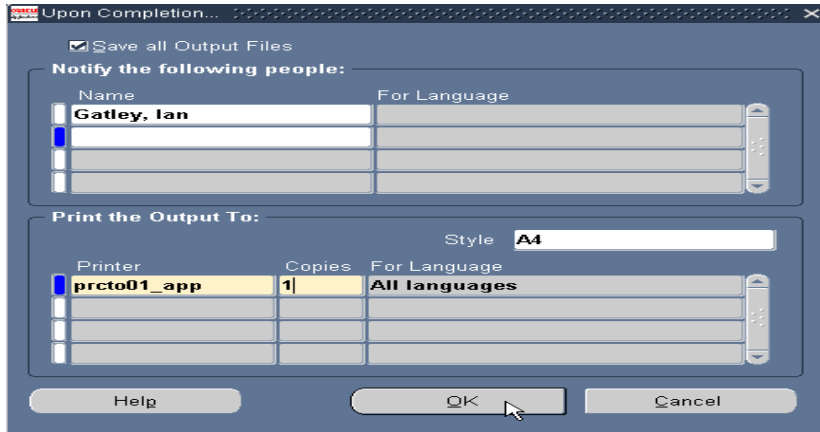 ORACLE Upon Completion...
Save all Output Files
Notify the following people:
Name For Language
Gatley, Ian
Print the Output To:
Style A4
Printer Copies For Language
prcto01_app 1 All languages
Help OK Cancel